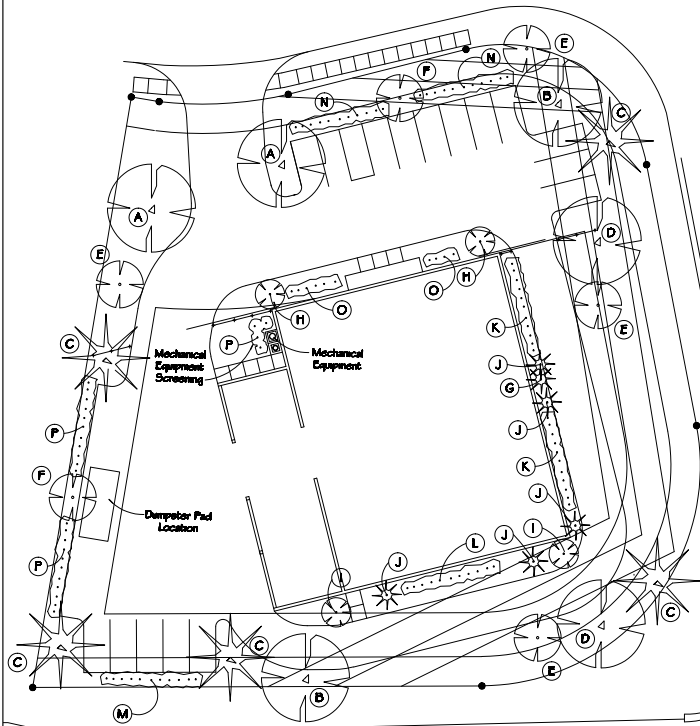 E
N
F
B
N
C
A
A
D
E
H
O
H
O
E
K
P
C
Mechanical
Equipment
Screening
Mechanical
Equipment
J
G
J
P
K
F
J
Dumpster Pad
Location
J
I
L
J
P
I
C
D
C
C
E
B
M